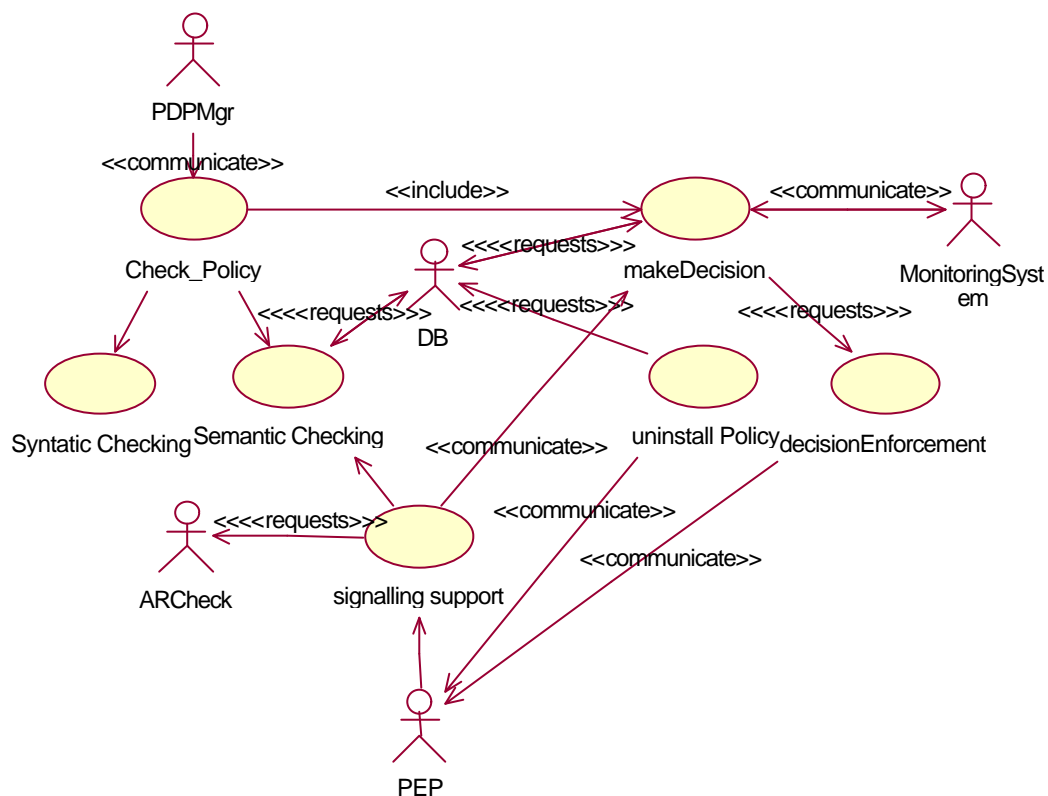 PDPMgr
<<communicate>>
<<include>>
<<communicate>>
<<<<requests>>>
Check_Policy
makeDecision
MonitoringSyst
em
<<<<requests>>>
<<<<requests>>>
<<<<requests>>>
DB
Syntatic Checking
Semantic Checking
<<communicate>>
uninstall Policy
decisionEnforcement
<<<<requests>>>
<<communicate>>
<<communicate>>
ARCheck
signalling support
PEP